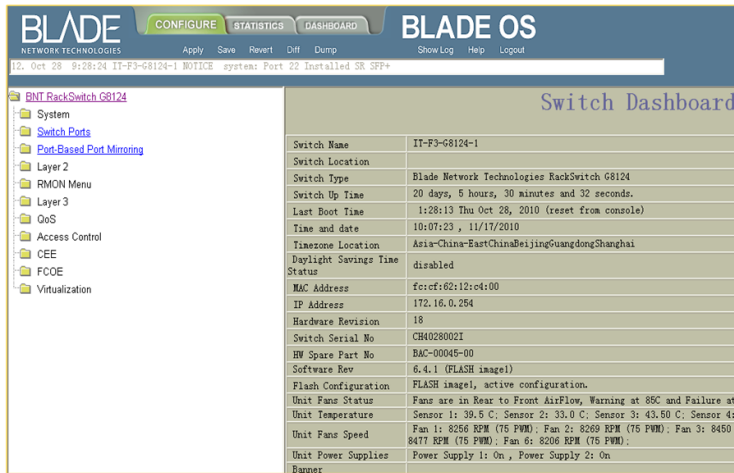 BLADE
NETWORK TECHNOLOGIES
CONFIGURE STATISTICS DASHBOARD
BLADE OS
Apply Save Revert Diff Dump Show Log Help Logout
12. Oct 28 9:28:24 IT-F3-G8124-1 NOTICE system: Port 22 Installed SR SFP+
BNT RackSwitch G8124
System
Switch Ports
Port-Based Port Mirroring
Layer 2
RMON Menu
Layer 3
QoS
Access Control
CEE
FCOE
Virtualization
Switch Dashboard
Switch Name IT-F3-G8124-1
Switch Location
Switch Type Blade Network Technologies RackSwitch G8124
Switch Up Time 20 days, 5 hours, 30 minutes and 32 seconds.
Last Boot Time 1:28:13 Thu Oct 28, 2010 (reset from console)
Time and date 10:07:23 , 11/17/2010
Timezone Location Asia-China-EastChinaBeijingGuangdongShanghai
Daylight Savings Time
Status disabled
MAC Address fc:cf:62:12:c4:00
IP Address 172.16.0.254
Hardware Revision 18
Switch Serial No CH4028002I
HW Spare Part No BAC-00045-00
Software Rev 6.4.1 (FLASH image1)
Flash Configuration FLASH image1, active configuration.
Unit Fans Status Fans are in Rear to Front AirFlow, Warning at 85C and Failure at
Unit Temperature Sensor 1: 39.5 C; Sensor 2: 33.0 C; Sensor 3: 43.50 C; Sensor 4:
Unit Fans Speed Fan 1: 8256 RPM (75 PWM); Fan 2: 8269 RPM (75 PWM); Fan 3: 8450
8477 RPM (75 PWM); Fan 6: 8206 RPM (75 PWM);
Unit Power Supplies Power Supply 1: On , Power Supply 2: On
Banner